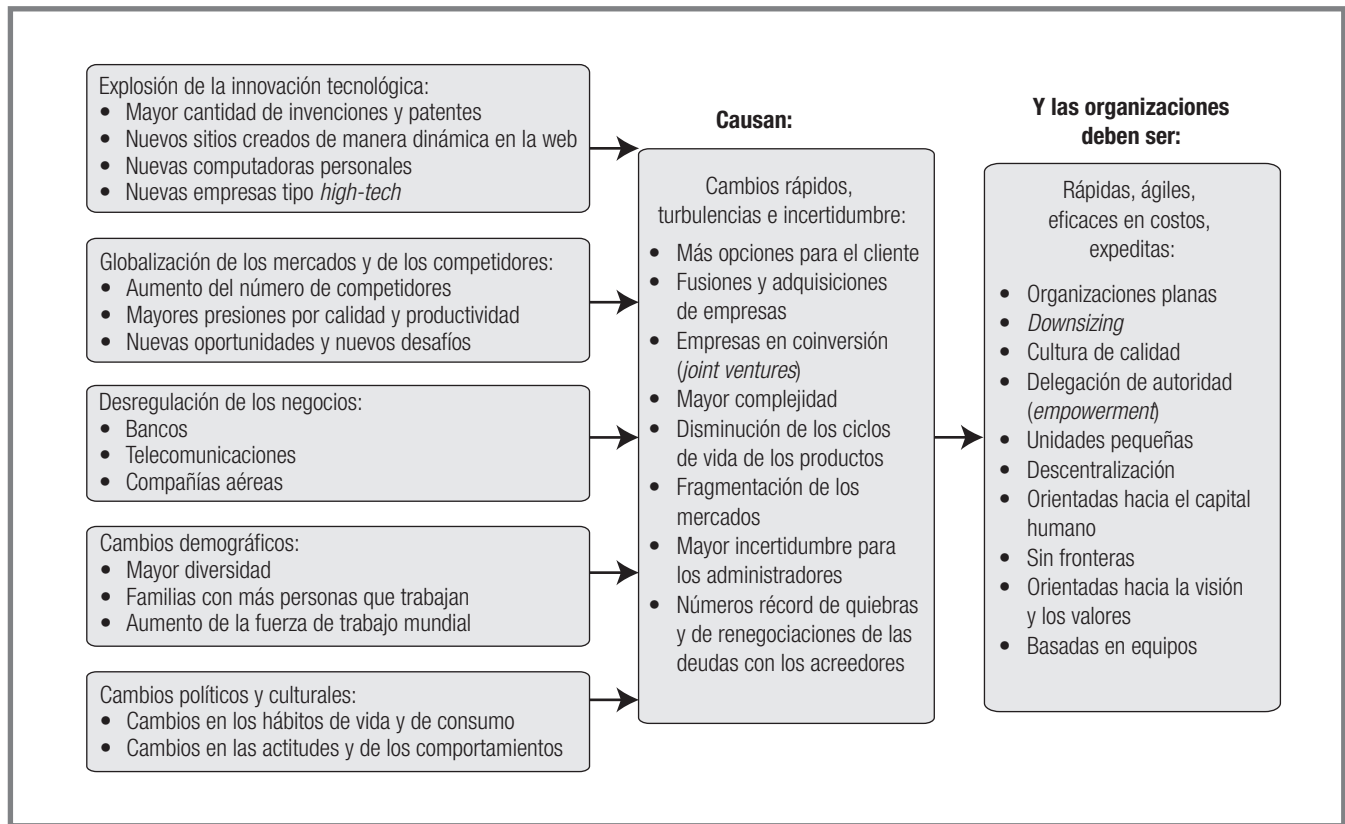 Explosión de la innovación tecnológica:
• Mayor cantidad de invenciones y patentes
• Nuevos sitios creados de manera dinámica en la web
• Nuevas computadoras personales
• Nuevas empresas tipo high-tech
Globalización de los mercados y de los competidores:
• Aumento del número de competidores
• Mayores presiones por calidad y productividad
• Nuevas oportunidades y nuevos desafíos
Desregulación de los negocios:
• Bancos
• Telecomunicaciones
• Compañías aéreas
Cambios demográficos:
• Mayor diversidad
• Familias con más personas que trabajan
• Aumento de la fuerza de trabajo mundial
Cambios políticos y culturales:
• Cambios en los hábitos de vida y de consumo
• Cambios en las actitudes y de los comportamientos
Causan:
Cambios rápidos,
turbulencias e incertidumbre:
• Más opciones para el cliente
• Fusiones y adquisiciones
de empresas
• Empresas en coinversión
(joint ventures)
• Mayor complejidad
• Disminución de los ciclos
de vida de los productos
• Fragmentación de los
mercados
• Mayor incertidumbre para
los administradores
• Números récord de quiebras
y de renegociaciones de las
deudas con los acreedores
Y las organizaciones
deben ser:
Rápidas, ágiles,
eficaces en costos,
expeditas:
• Organizaciones planas
• Downsizing
• Cultura de calidad
• Delegación de autoridad
(empowerment)
• Unidades pequeñas
• Descentralización
• Orientadas hacia el capital
humano
• Sin fronteras
• Orientadas hacia la visión
y los valores
• Basadas en equipos